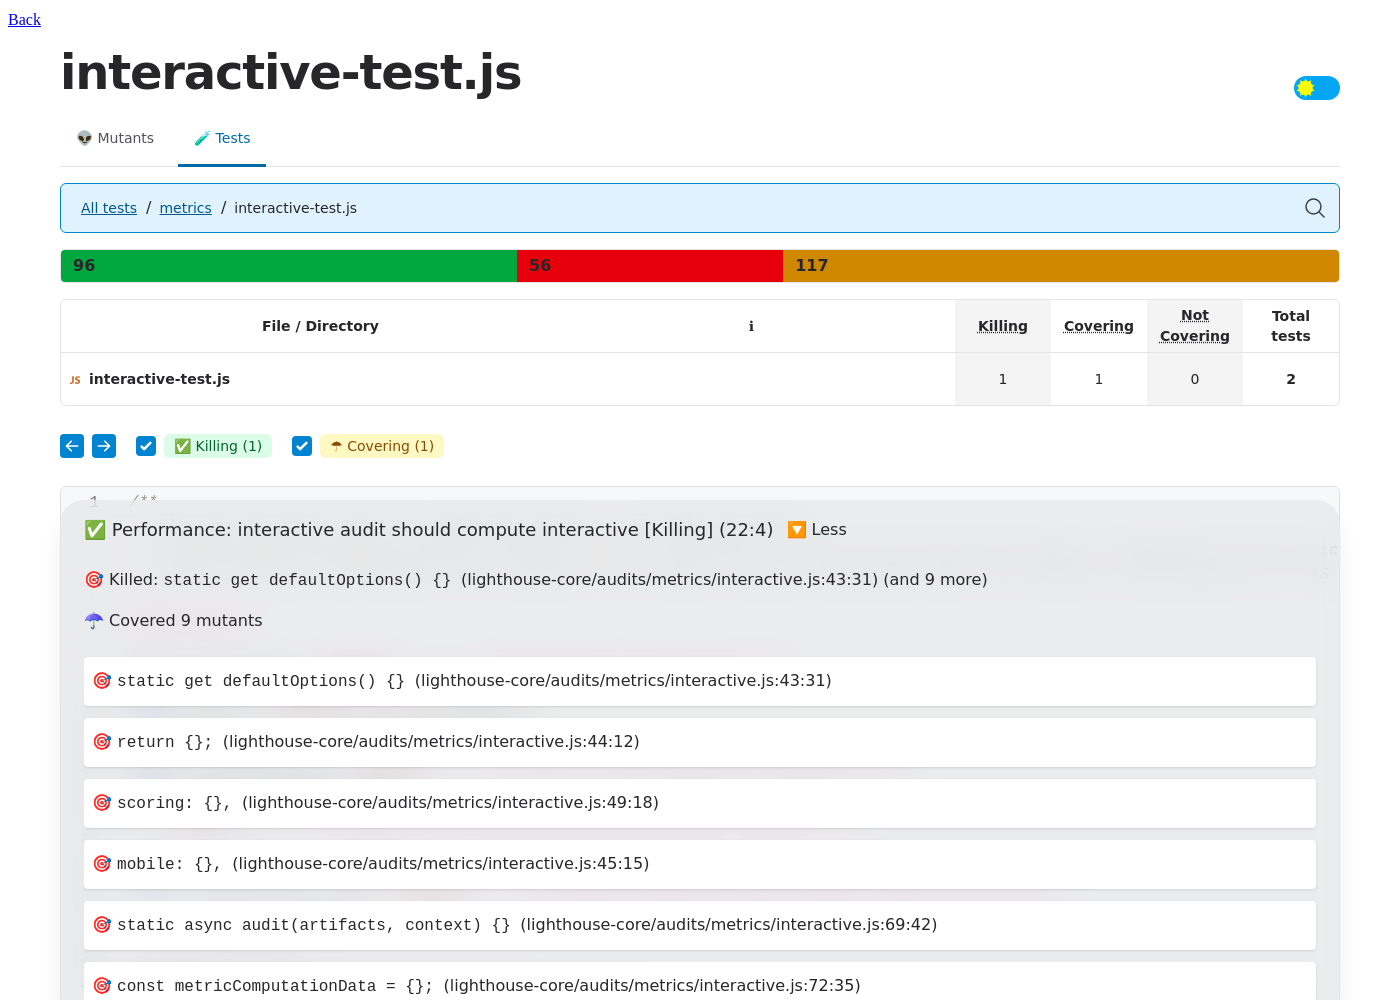 Back
interactive-test.js
👽 Mutants 🧪 Tests
All tests / metrics / interactive-test.js
96 56 117
File / Directory ℹ Killing Covering Not Covering Total tests
JS interactive-test.js 1 1 0 2
✅ Killing (1) ☂ Covering (1)
1 /**
✅ Performance: interactive audit should compute interactive [Killing] (22:4) 🔽 Less
🎯 Killed: static get defaultOptions() {} (lighthouse-core/audits/metrics/interactive.js:43:31) (and 9 more)
☂️ Covered 9 mutants
🎯 static get defaultOptions() {} (lighthouse-core/audits/metrics/interactive.js:43:31)
🎯 return {}; (lighthouse-core/audits/metrics/interactive.js:44:12)
🎯 scoring: {}, (lighthouse-core/audits/metrics/interactive.js:49:18)
🎯 mobile: {}, (lighthouse-core/audits/metrics/interactive.js:45:15)
🎯 static async audit(artifacts, context) {} (lighthouse-core/audits/metrics/interactive.js:69:42)
🎯 const metricComputationData = {}; (lighthouse-core/audits/metrics/interactive.js:72:35)